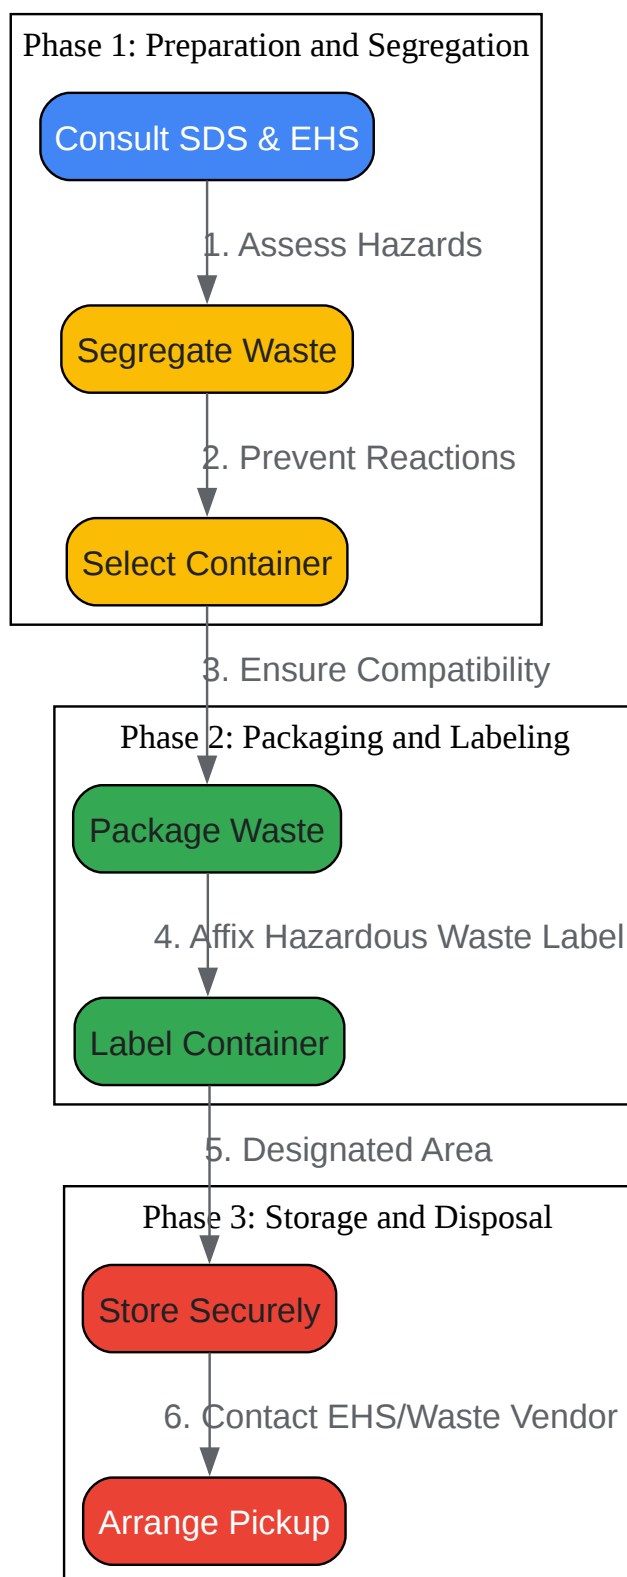 Phase 1: Preparation and Segregation
Consult SDS & EHS
1. Assess Hazards
Segregate Waste
2. Prevent Reactions
Select Container
3. Ensure Compatibility
Phase 2: Packaging and Labeling
Package Waste
4. Affix Hazardous Waste Label
Label Container
5. Designated Area
Phase 3: Storage and Disposal
Store Securely
6. Contact EHS/Waste Vendor
Arrange Pickup